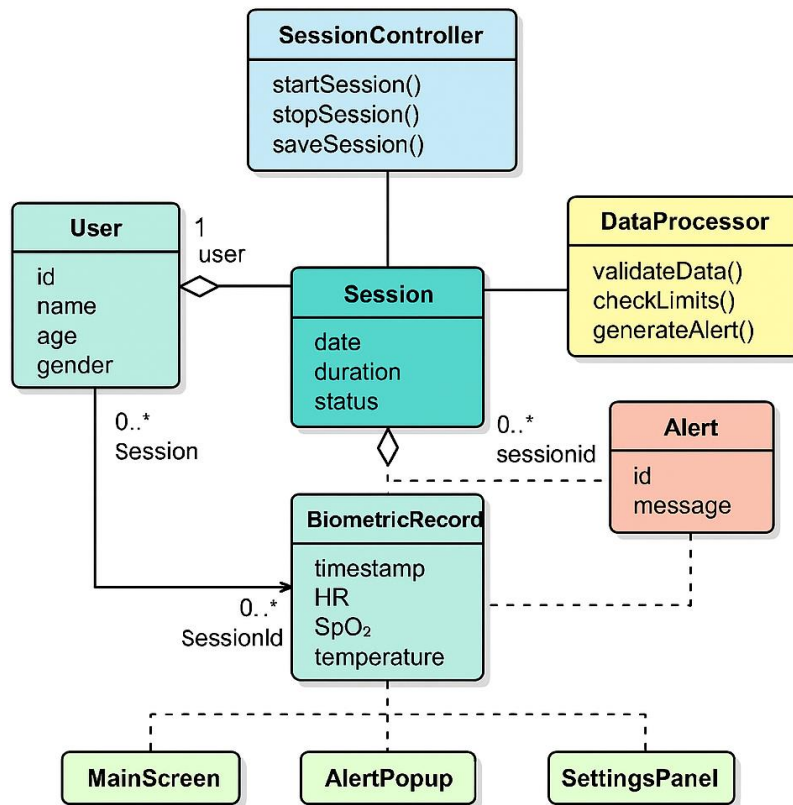 SessionController
startSession()
stopSession()
saveSession()
User
id
name
age
gender
1
user
Session
date
duration
status
DataProcessor
validateData()
checkLimits()
generateAlert()
0..*
Session
0..*
sessionid
Alert
id
message
BiometricRecord
timestamp
HR
SpO₂
temperature
0..*
SessionId
MainScreen
AlertPopup
SettingsPanel